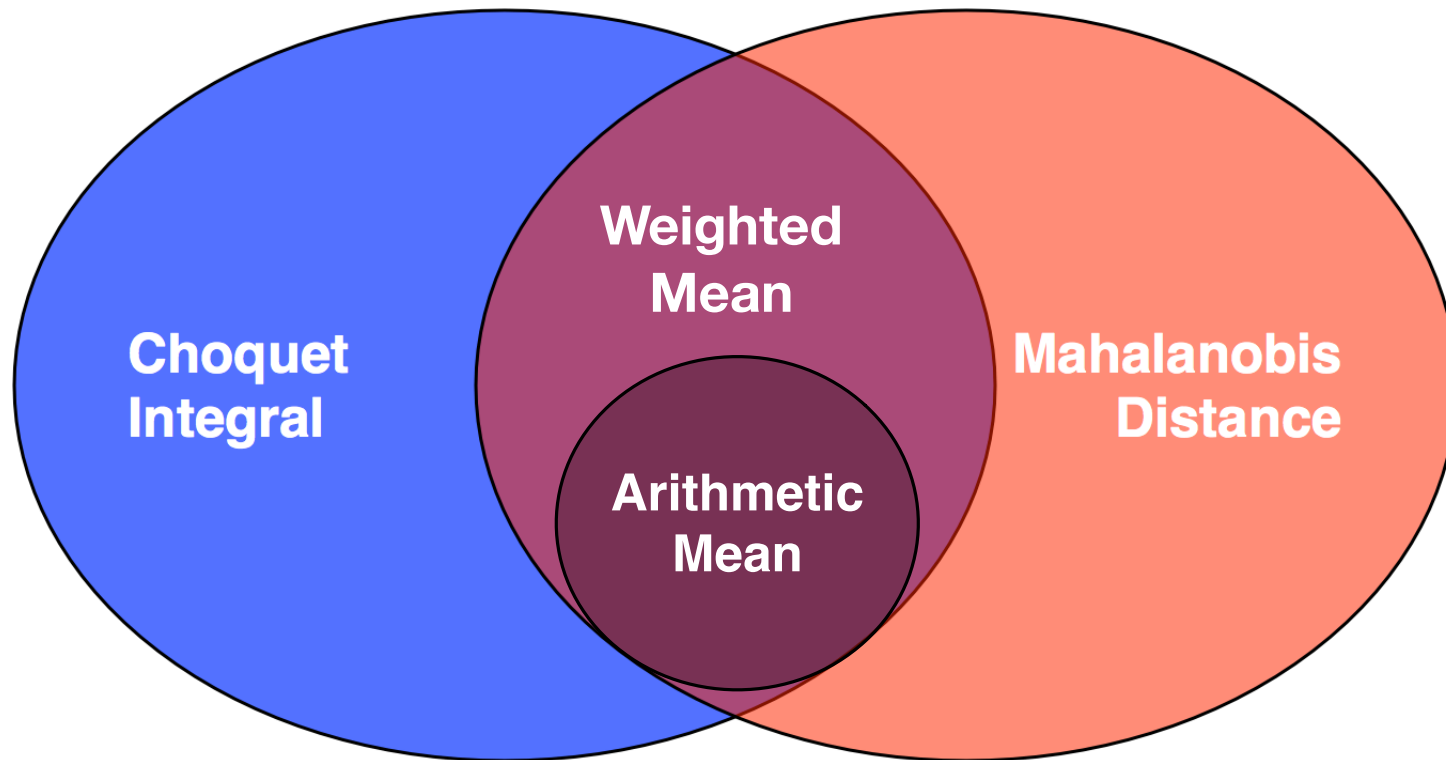 Weighted
Mean
Choquet
Integral
Mahalanobis
Distance
Arithmetic
Mean